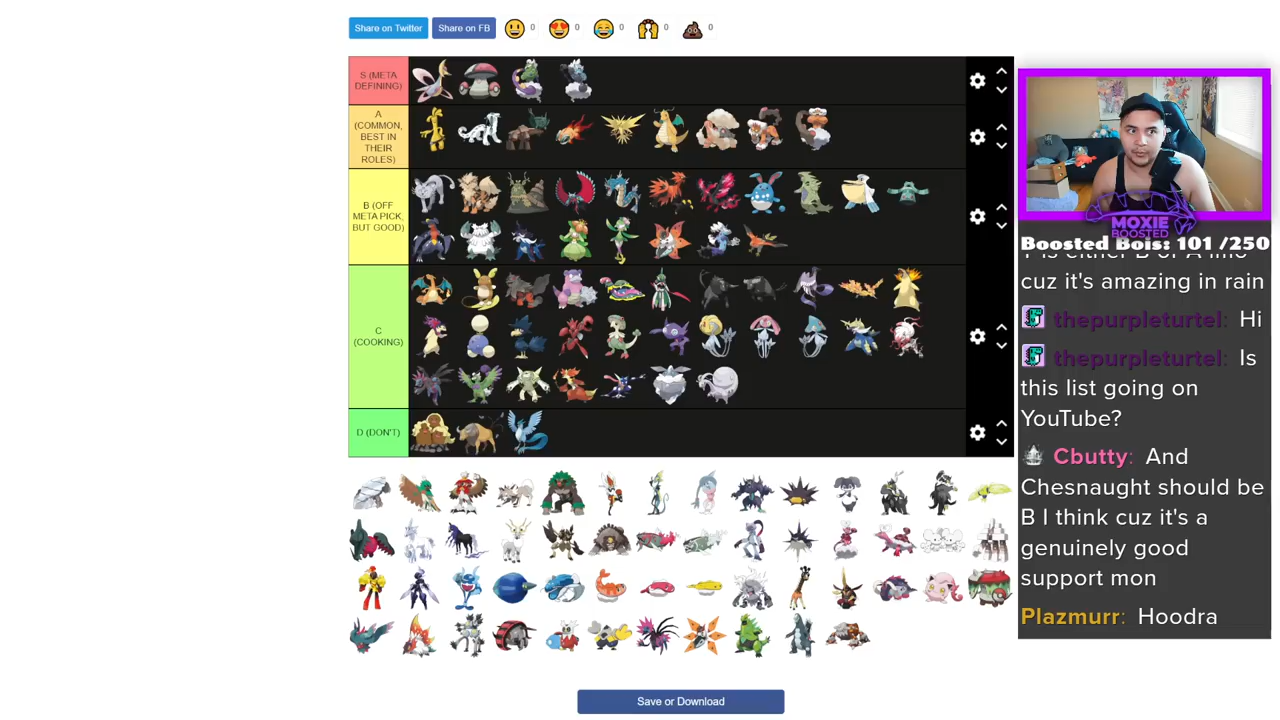 Share on Twitter
Share on FB
0
0
0
0
0
S (META
DEFINING)
A
(COMMON,
BEST IN
THEIR
ROLES)
B (OFF
META PICK,
BUT GOOD)
C
(COOKING)
D (DON'T)
Save or Download
MOXIE
BOOSTED
Boosted Bois: 101 /250
cuz it's amazing in rain
thepurpleturtel: Hi
thepurpleturtel: Is
this list going on
YouTube?
Cbutty: And
Chesnaught should be
B I think cuz it's a
genuinely good
support mon
Plazmurr: Hoodra